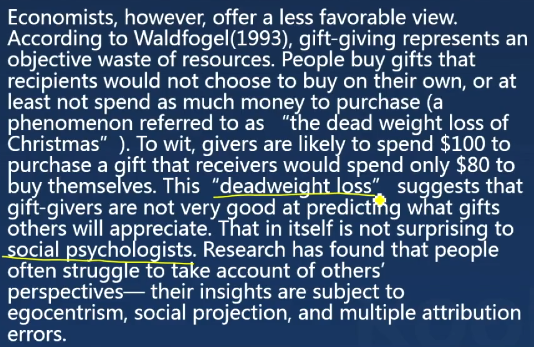 Economists, however, offer a less favorable view.
According to Waldfogel(1993), gift-giving represents an
objective waste of resources. People buy gifts that
recipients would not choose to buy on their own, or at
least not spend as much money to purchase (a
phenomenon referred to as “the dead weight loss of
Christmas” ). To wit, givers are likely to spend $100 to
purchase a gift that receivers would spend only $80 to
buy themselves. This “deadweight loss” suggests that
gift-givers are not very good at predicting what gifts
others will appreciate. That in itself is not surprising to
social psychologists. Research has found that people
often struggle to take account of others’
perspectives— their insights are subject to
egocentrism, social projection, and multiple attribution
errors.